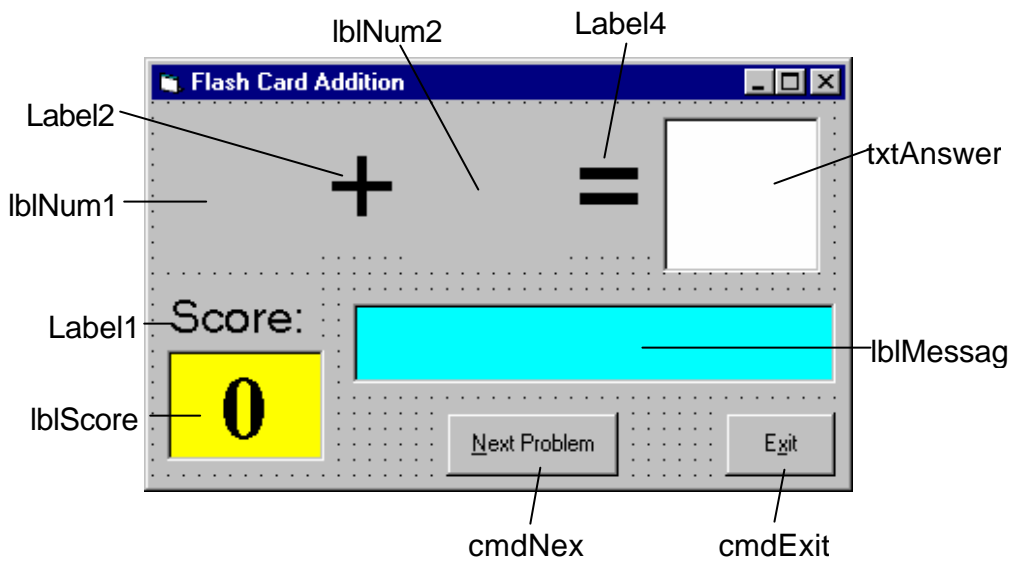 lblNum2
Label4
Flash Card Addition
Label2
+
=
txtAnswer
lblNum1
Score:
Label1
lblMessag
0
lblScore
Next Problem
Exit
cmdNex
cmdExit